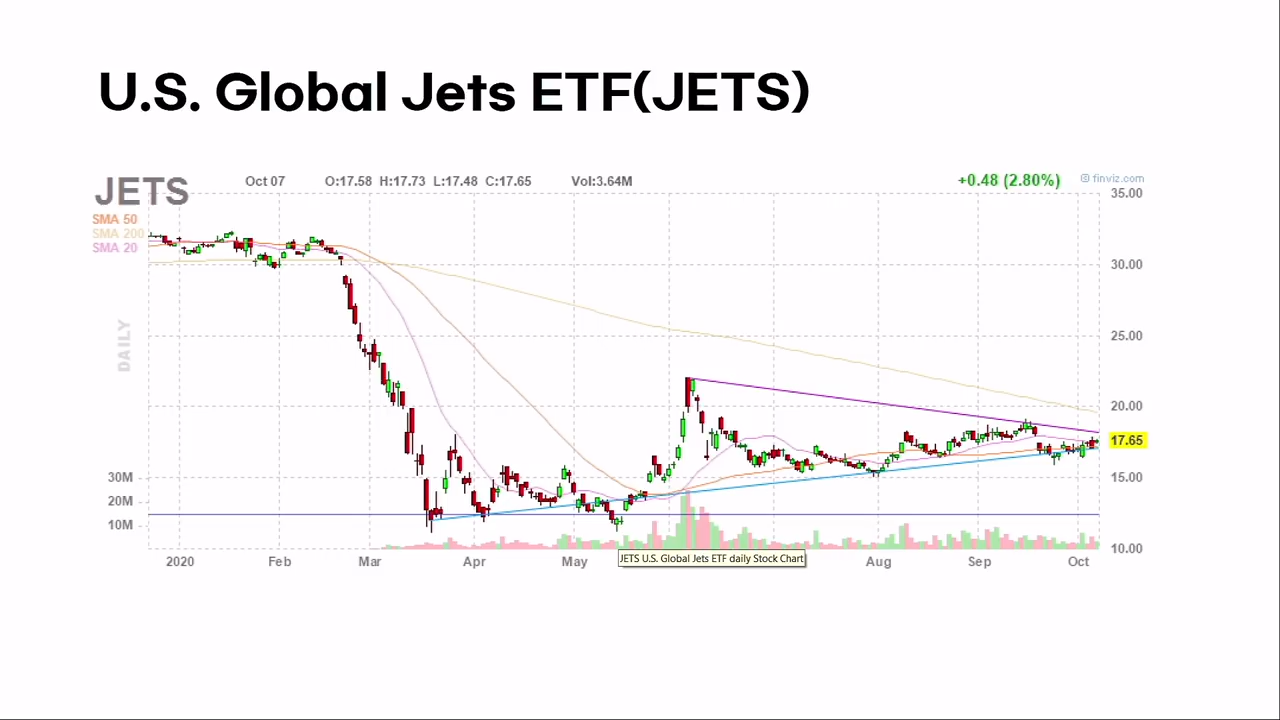 U.S. Global Jets ETF(JETS)
JETS Oct 07 O:17.58 H:17.73 L:17.48 C:17.65 Vol:3.64M +0.48 (2.80%) © finviz.com
35.00
SMA 50
SMA 200
SMA 20
30.00
DAILY
25.00
20.00
17.65
30M
15.00
20M
10M
10.00
JETS U.S. Global Jets ETF daily Stock Chart
2020 Feb Mar Apr May Aug Sep Oct